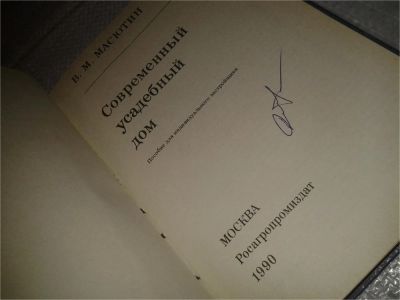 В. М. МАСЮТИН
Современный
усадебный
дом
Пособие для индивидуального застройщика
МОСКВА
Росагропромиздат
1990